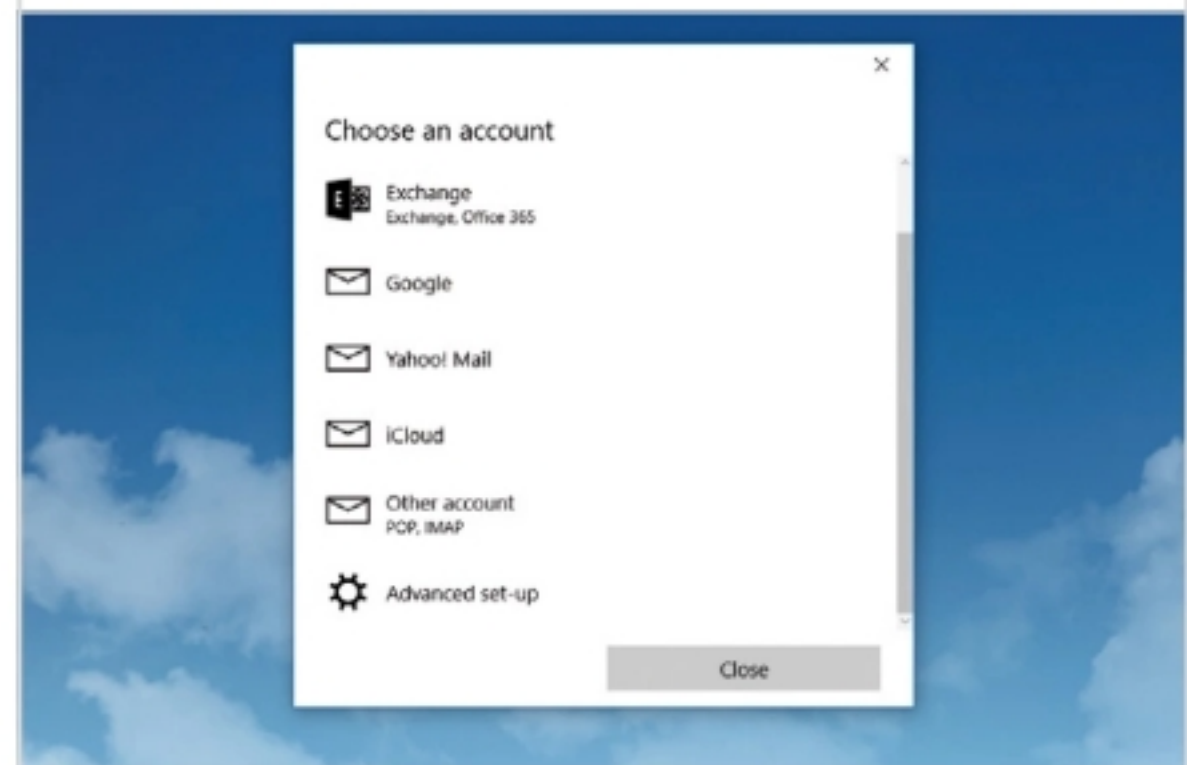 Choose an account
Exchange
Exchange, Office 365
Google
Yahoo! Mail
iCloud
Other account
POP, IMAP
Advanced set-up
Close